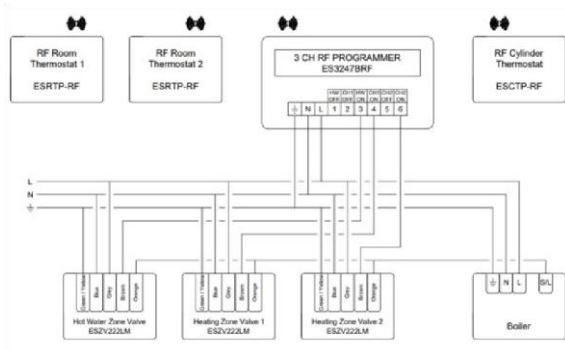 RF Room
Thermostat 1
ESRTP-RF
RF Room
Thermostat 2
ESRTP-RF
3 CH RF PROGRAMMER
ES3247BRF
RF Cylinder
Thermostat
ESCTP-RF
HW OFF CH1 OFF HW ON CH1 ON CH2 OFF CH2 ON
N L 1 2 3 4 5 6
L
N
Green / Yellow Blue Grey Brown Orange
Hot Water Zone Valve
ESZV222LM
Green / Yellow Blue Grey Brown Orange
Heating Zone Valve 1
ESZV222LM
Green / Yellow Blue Grey Brown Orange
Heating Zone Valve 2
ESZV222LM
N L S/L
Boiler